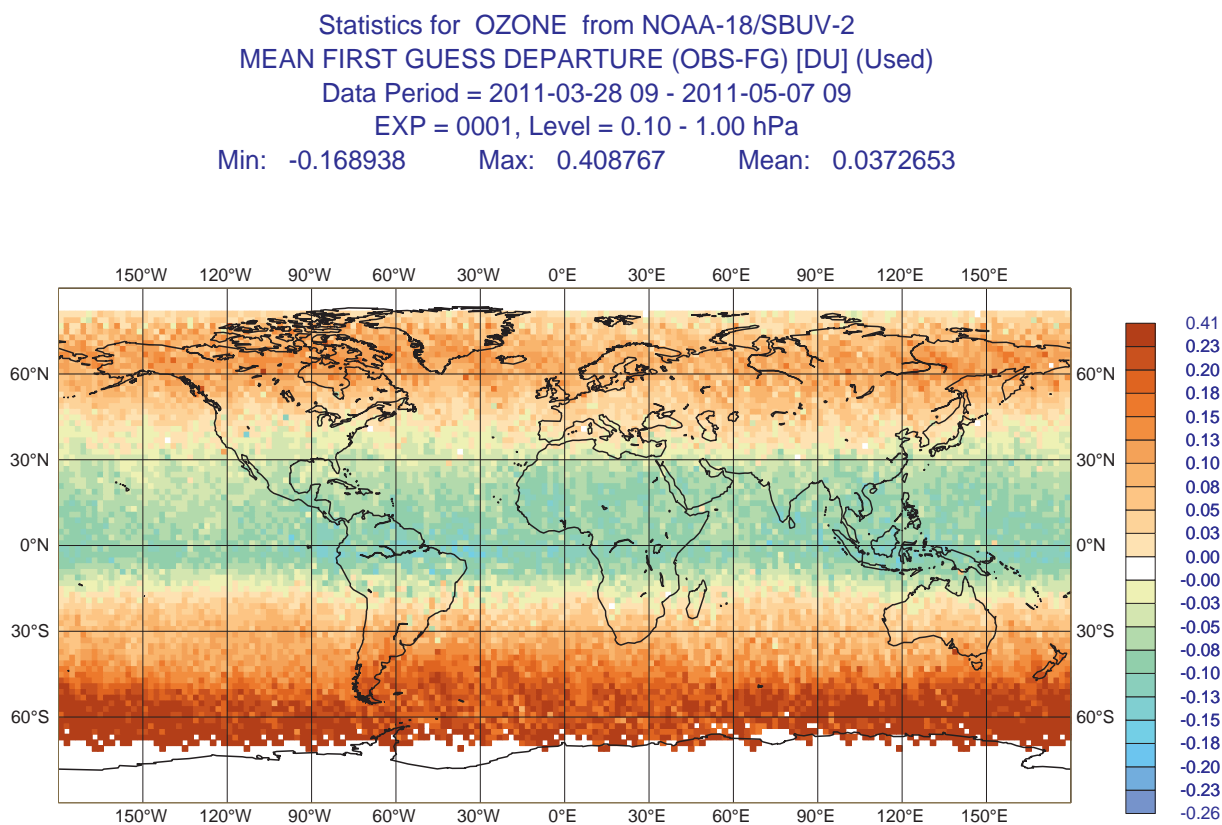 Statistics for OZONE from NOAA-18/SBUV-2
MEAN FIRST GUESS DEPARTURE (OBS-FG) [DU] (Used)
Data Period = 2011-03-28 09 - 2011-05-07 09
EXP = 0001, Level = 0.10 - 1.00 hPa
Min: -0.168938 Max: 0.408767 Mean: 0.0372653
150°W 120°W 90°W 60°W 30°W 0°E 30°E 60°E 90°E 120°E 150°E
60°N 60°N
30°N 30°N
0°N 0°N
30°S 30°S
60°S 60°S
150°W 120°W 90°W 60°W 30°W 0°E 30°E 60°E 90°E 120°E 150°E
0.41
0.23
0.20
0.18
0.15
0.13
0.10
0.08
0.05
0.03
0.00
-0.00
-0.03
-0.05
-0.08
-0.10
-0.13
-0.15
-0.18
-0.20
-0.23
-0.26